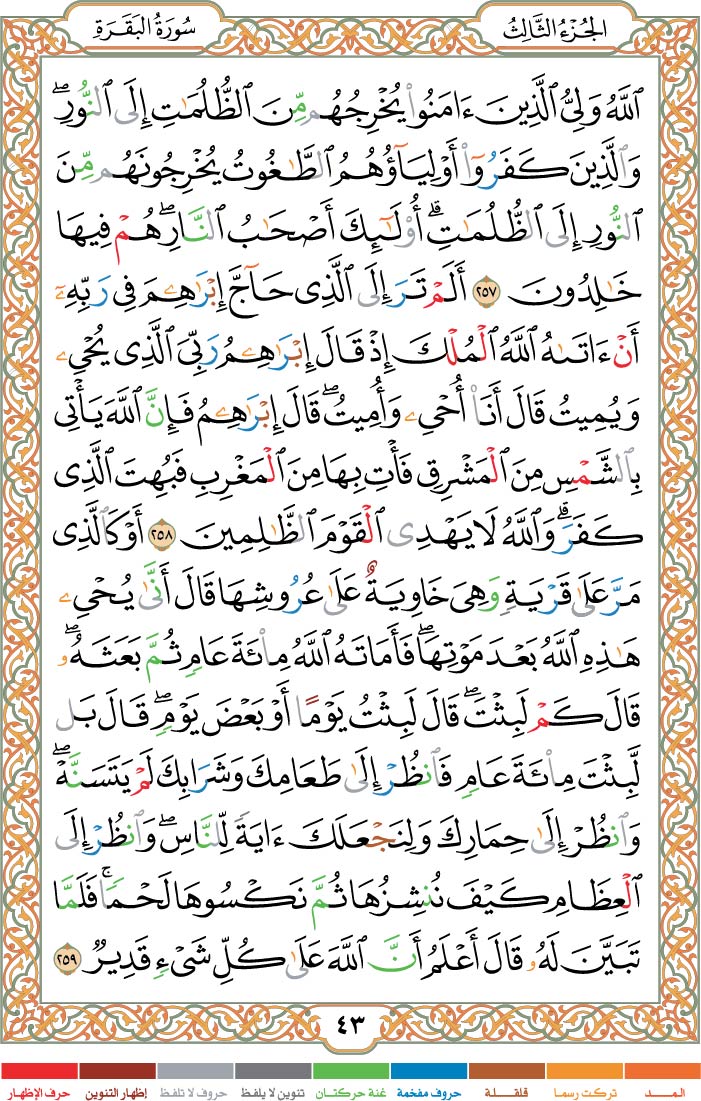 الجُزءُ الثَّالِثُ
سُورَةُ البَقَرَةِ
ٱللَّهُ وَلِىُّ ٱلَّذِينَ ءَامَنُواْ يُخْرِجُهُم مِّنَ ٱلظُّلُمَٰتِ إِلَى ٱلنُّورِۖ
وَٱلَّذِينَ كَفَرُوٓاْ أَوْلِيَآؤُهُمُ ٱلطَّٰغُوتُ يُخْرِجُونَهُم مِّنَ
ٱلنُّورِ إِلَى ٱلظُّلُمَٰتِۗ أُوْلَٰٓئِكَ أَصْحَٰبُ ٱلنَّارِۖ هُمْ فِيهَا
خَٰلِدُونَ ٢٥٧ أَلَمْ تَرَ إِلَى ٱلَّذِى حَآجَّ إِبْرَٰهِۦمَ فِى رَبِّهِۦٓ
أَنْ ءَاتَىٰهُ ٱللَّهُ ٱلْمُلْكَ إِذْ قَالَ إِبْرَٰهِۦمُ رَبِّىَ ٱلَّذِى يُحْىِۦ
وَيُمِيتُ قَالَ أَنَا۠ أُحْىِۦ وَأُمِيتُۖ قَالَ إِبْرَٰهِۦمُ فَإِنَّ ٱللَّهَ يَأْتِى
بِٱلشَّمْسِ مِنَ ٱلْمَشْرِقِ فَأْتِ بِهَا مِنَ ٱلْمَغْرِبِ فَبُهِتَ ٱلَّذِى
كَفَرَۗ وَٱللَّهُ لَا يَهْدِى ٱلْقَوْمَ ٱلظَّٰلِمِينَ ٢٥٨ أَوْ كَٱلَّذِى
مَرَّ عَلَىٰ قَرْيَةٍ وَهِىَ خَاوِيَةٌ عَلَىٰ عُرُوشِهَا قَالَ أَنَّىٰ يُحْىِۦ
هَٰذِهِ ٱللَّهُ بَعْدَ مَوْتِهَاۖ فَأَمَاتَهُ ٱللَّهُ مِا۟ئَةَ عَامٍ ثُمَّ بَعَثَهُۥۖ
قَالَ كَمْ لَبِثْتَۖ قَالَ لَبِثْتُ يَوْمًا أَوْ بَعْضَ يَوْمٍۖ قَالَ بَل
لَّبِثْتَ مِا۟ئَةَ عَامٍ فَٱنظُرْ إِلَىٰ طَعَامِكَ وَشَرَابِكَ لَمْ يَتَسَنَّهْۖ
وَٱنظُرْ إِلَىٰ حِمَارِكَ وَلِنَجْعَلَكَ ءَايَةً لِّلنَّاسِۖ وَٱنظُرْ إِلَى
ٱلْعِظَامِ كَيْفَ نُنشِزُهَا ثُمَّ نَكْسُوهَا لَحْمًاۚ فَلَمَّا
تَبَيَّنَ لَهُۥ قَالَ أَعْلَمُ أَنَّ ٱللَّهَ عَلَىٰ كُلِّ شَىْءٍ قَدِيرٌ ٢٥٩
٤٣
المـــد
تركت رسما
قلقــلة
حروف مفخمة
غنة حركتان
تنوين لا يلفظ
حروف لا تلفظ
إظهار التنوين
حرف الإظهار